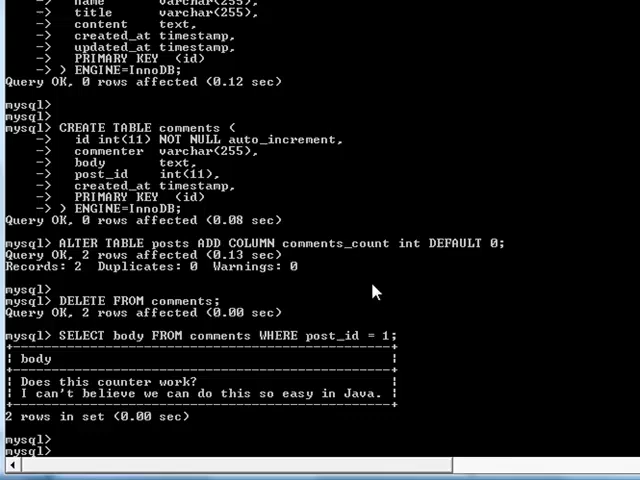 -> name varchar(255),
-> title varchar(255),
-> content text,
-> created_at timestamp,
-> updated_at timestamp,
-> PRIMARY KEY (id)
-> ) ENGINE=InnoDB;
Query OK, 0 rows affected (0.12 sec)
mysql>
mysql>
mysql> CREATE TABLE comments (
-> id int(11) NOT NULL auto_increment,
-> commenter varchar(255),
-> body text,
-> post_id int(11),
-> created_at timestamp,
-> PRIMARY KEY (id)
-> ) ENGINE=InnoDB;
Query OK, 0 rows affected (0.08 sec)
mysql> ALTER TABLE posts ADD COLUMN comments_count int DEFAULT 0;
Query OK, 2 rows affected (0.13 sec)
Records: 2 Duplicates: 0 Warnings: 0
mysql>
mysql> DELETE FROM comments;
Query OK, 2 rows affected (0.00 sec)
mysql> SELECT body FROM comments WHERE post_id = 1;
| body |
| Does this counter work? |
| I can't believe we can do this so easy in Java. |
2 rows in set (0.00 sec)
mysql>
mysql>